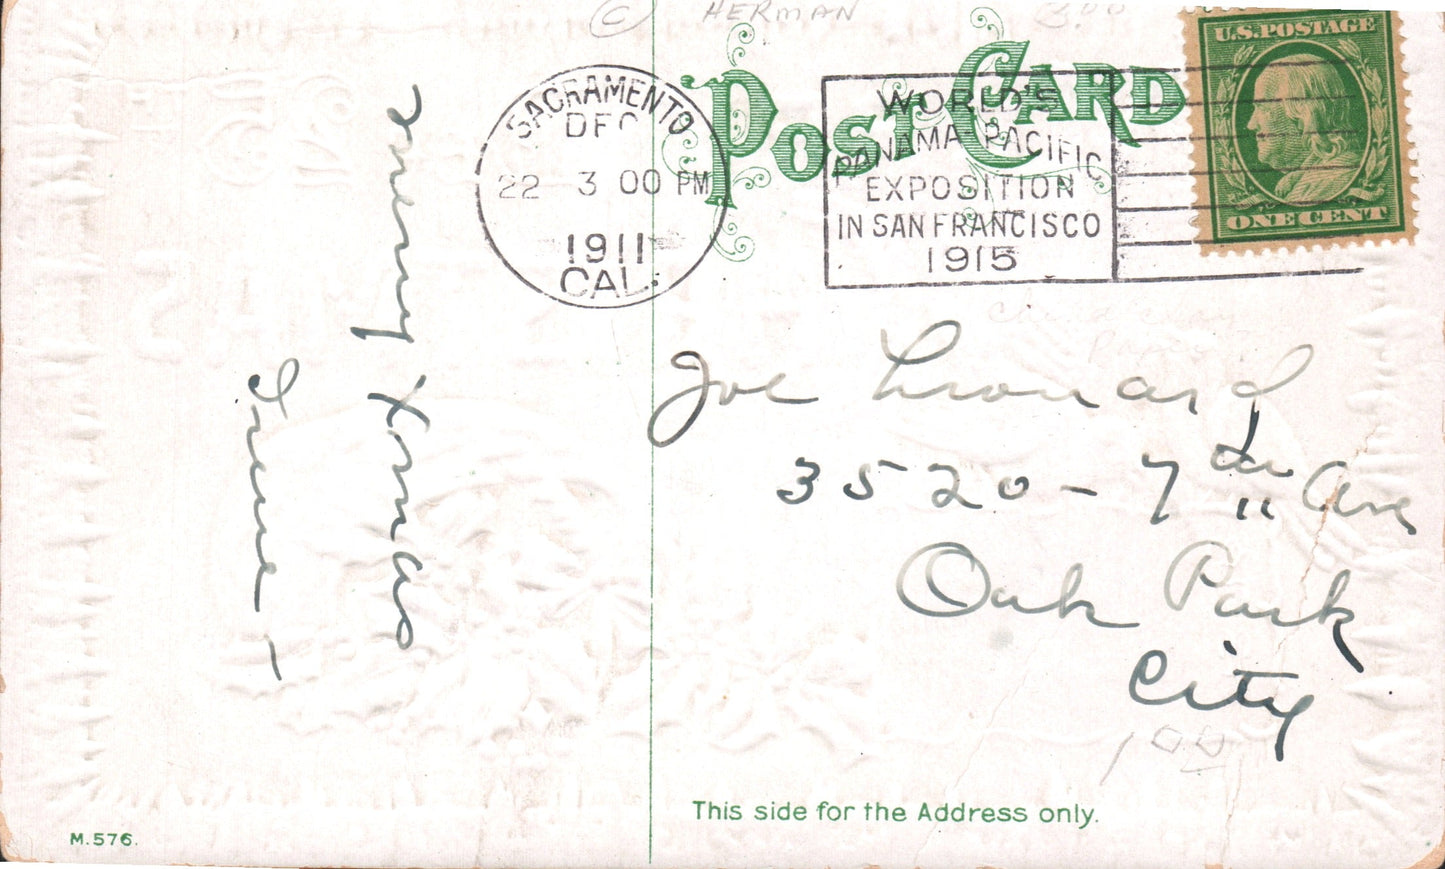 © HERMAN
POST CARD
SACRAMENTO
DEC
22 3 00 PM
1911
CAL.
WORLD'S
PANAMA PACIFIC
EXPOSITION
IN SAN FRANCISCO
1915
U.S. POSTAGE
ONE CENT
merry
Xmas
Irene –
Joe Leonard
3520 – 7th Ave
Oak Park
City
100
This side for the Address only.
M.576.